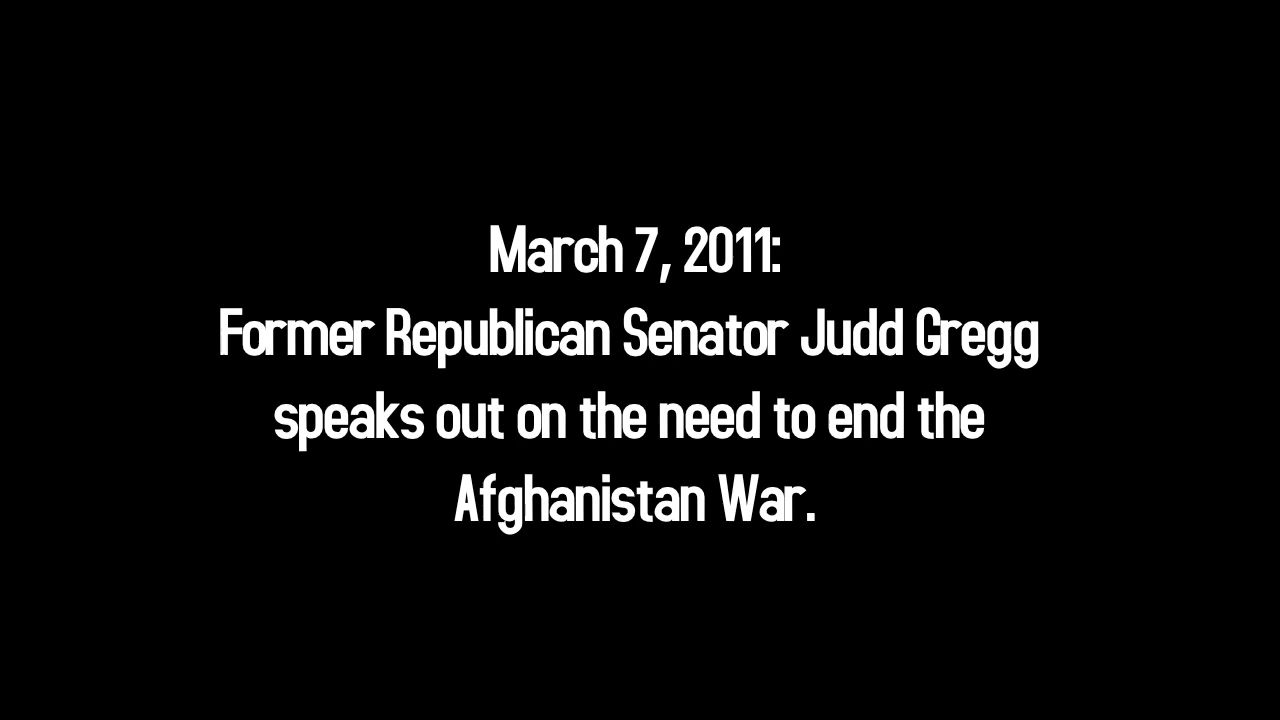 March 7, 2011:
Former Republican Senator Judd Gregg
speaks out on the need to end the
Afghanistan War.